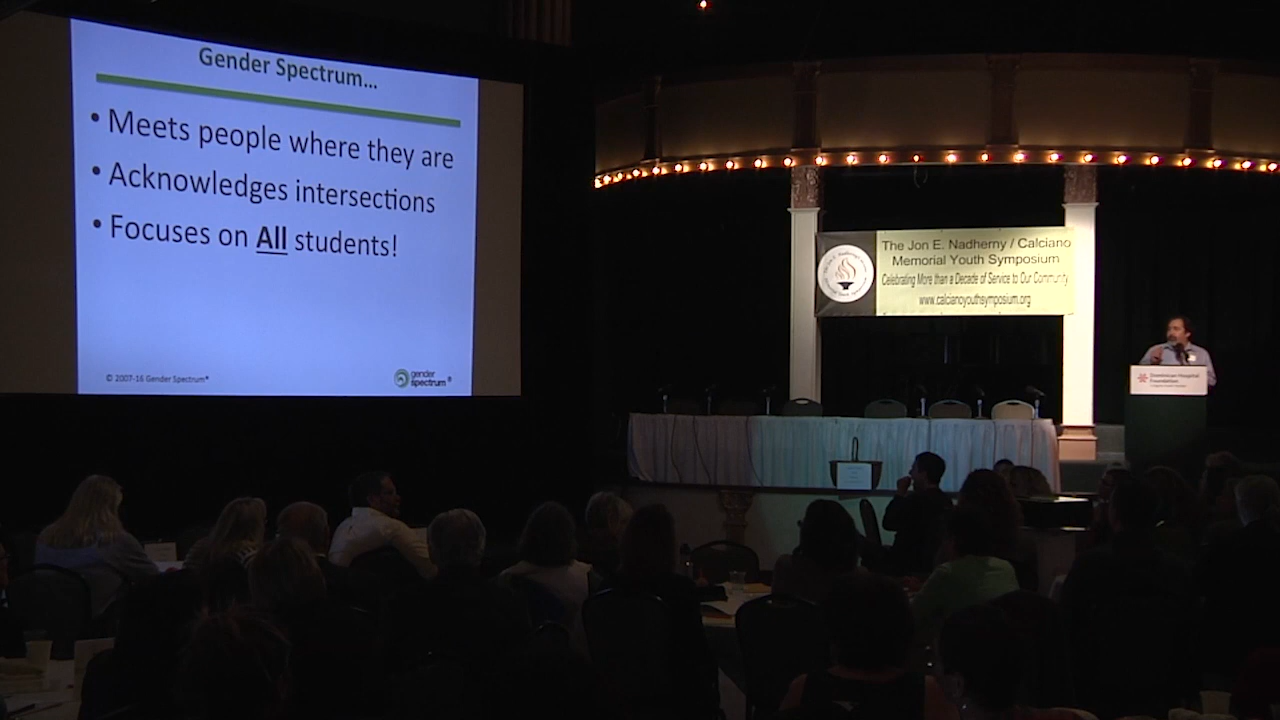 Gender Spectrum...
• Meets people where they are
• Acknowledges intersections
• Focuses on All students!
© 2007-16 Gender Spectrum®
gender
spectrum®
The Jon E. Nadherny / Calciano
Memorial Youth Symposium
Celebrating More than a Decade of Service to Our Community
www.calcianoyouthsymposium.org
Dominican Hospital
Foundation